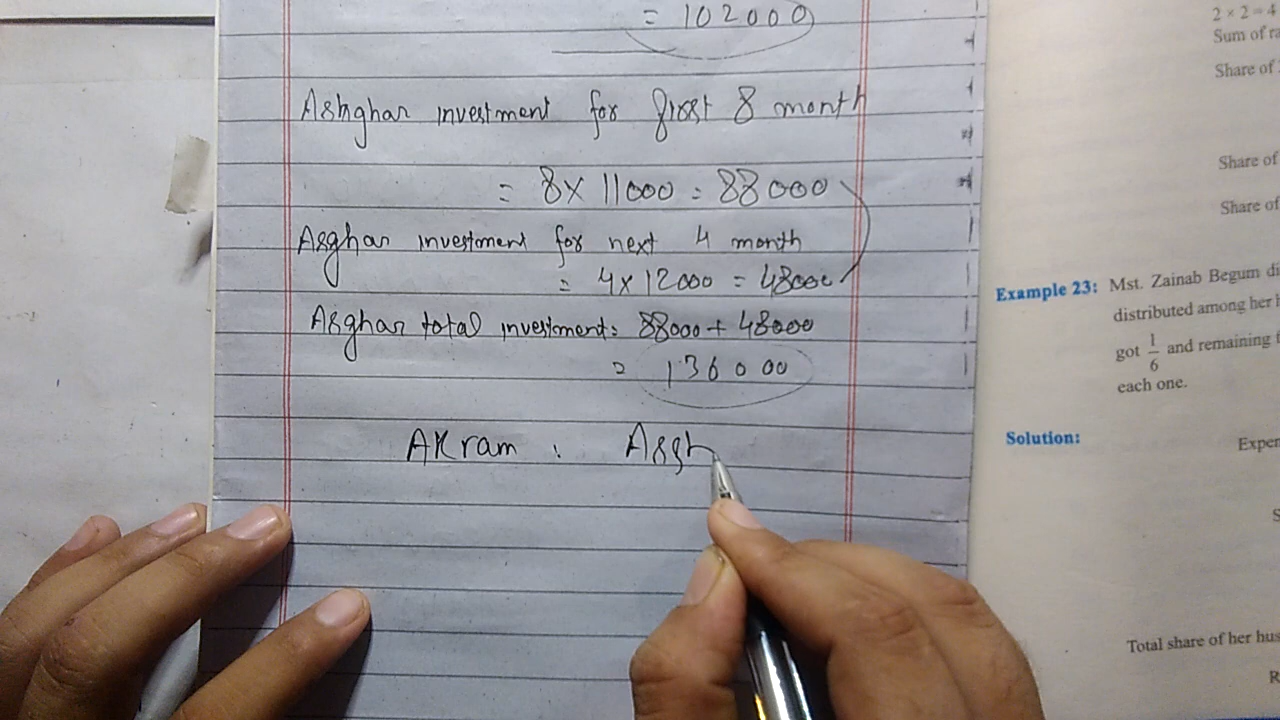 = 102000
Ashghar investment for first 8 month
= 8 × 11000 = 88000
Asghar investment for next 4 month
= 4 × 12000 = 48000
Asghar total investment = 88000 + 48000
= 136000
Akram : Asgh
2 × 2 = 4
Sum of ra
Share of
Share of
Share of
Example 23: Mst. Zainab Begum di
distributed among her h
got 1/6 and remaining t
each one.
Solution:
Exper
S
Total share of her hus
R